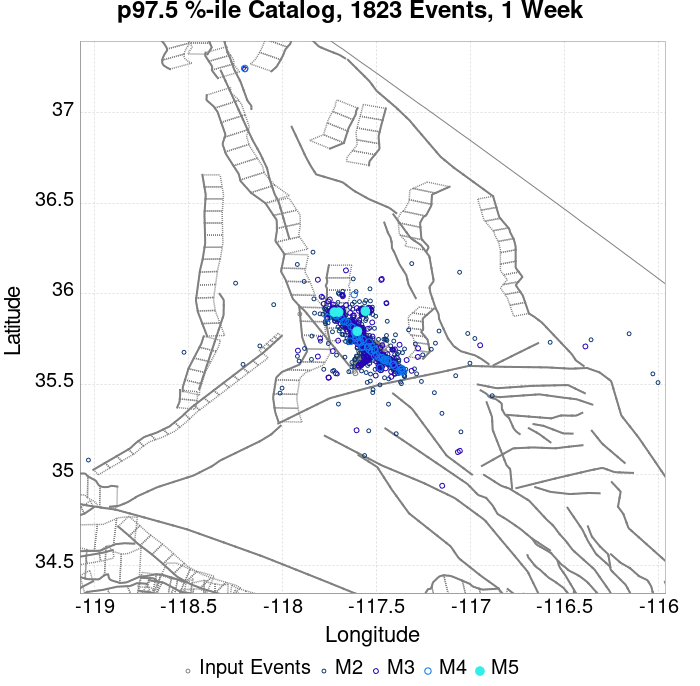 p97.5 %-ile Catalog, 1823 Events, 1 Week
37
36.5
36
35.5
35
34.5
Latitude
-119 -118.5 -118 -117.5 -117 -116.5 -116
Longitude
Input Events M2 M3 M4 M5